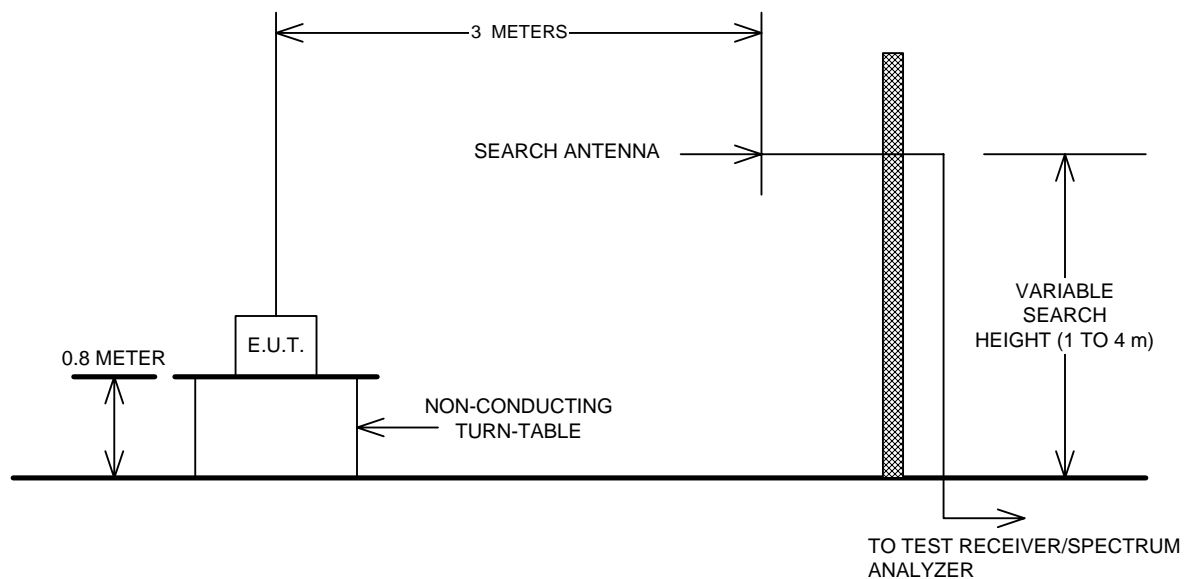 3 METERS
SEARCH ANTENNA
VARIABLE
SEARCH
HEIGHT (1 TO 4 m)
E.U.T.
0.8 METER
NON-CONDUCTING
TURN-TABLE
TO TEST RECEIVER/SPECTRUM
ANALYZER